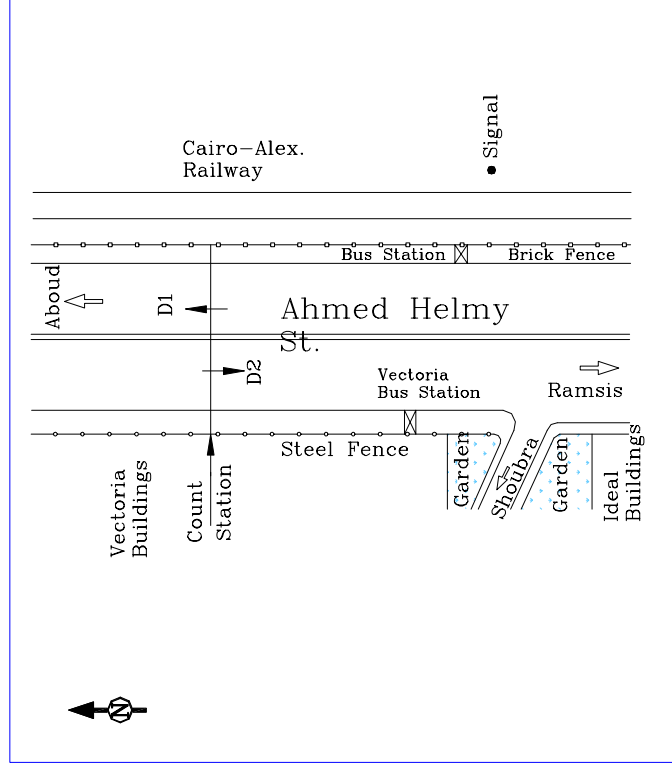 Signal
Cairo-Alex.
Railway
Bus Station
Brick Fence
Aboud
D1
Ahmed Helmy
St.
D2
Vectoria
Bus Station
Ramsis
Steel Fence
Garden
Shoubra
Garden
Ideal
Buildings
Vectoria
Buildings
Count
Station
N